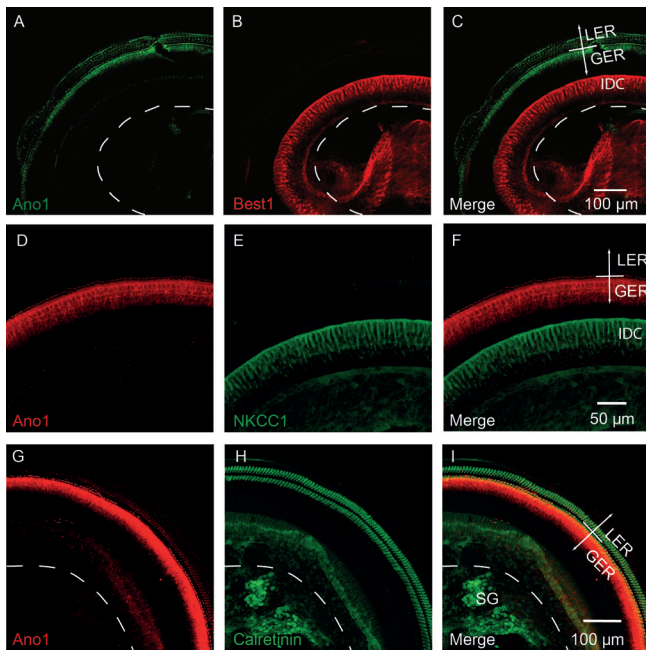 A
B
C
LER
GER
IDC
Ano1
Best1
Merge
100 µm
D
E
F
LER
GER
IDC
Ano1
NKCC1
Merge
50 µm
G
H
I
LER
GER
SG
Ano1
Calretinin
Merge
100 µm